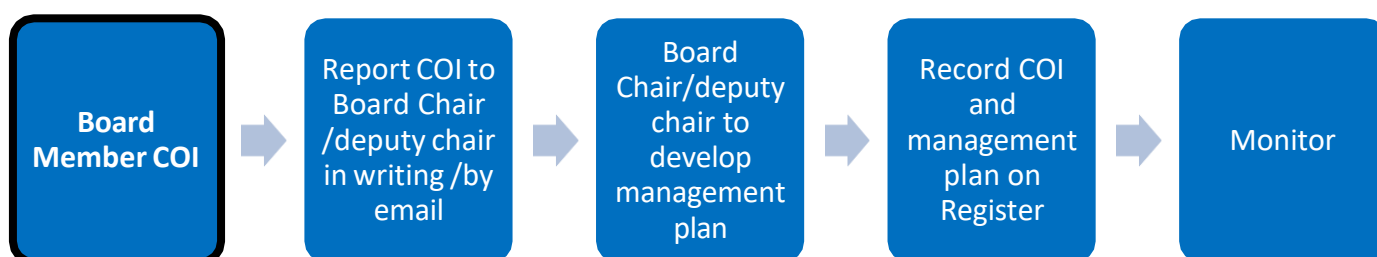 Board
Member COI
Report COI to
Board Chair
/deputy chair
in writing /by
email
Board
Chair/deputy
chair to
develop
management
plan
Record COI
and
management
plan on
Register
Monitor